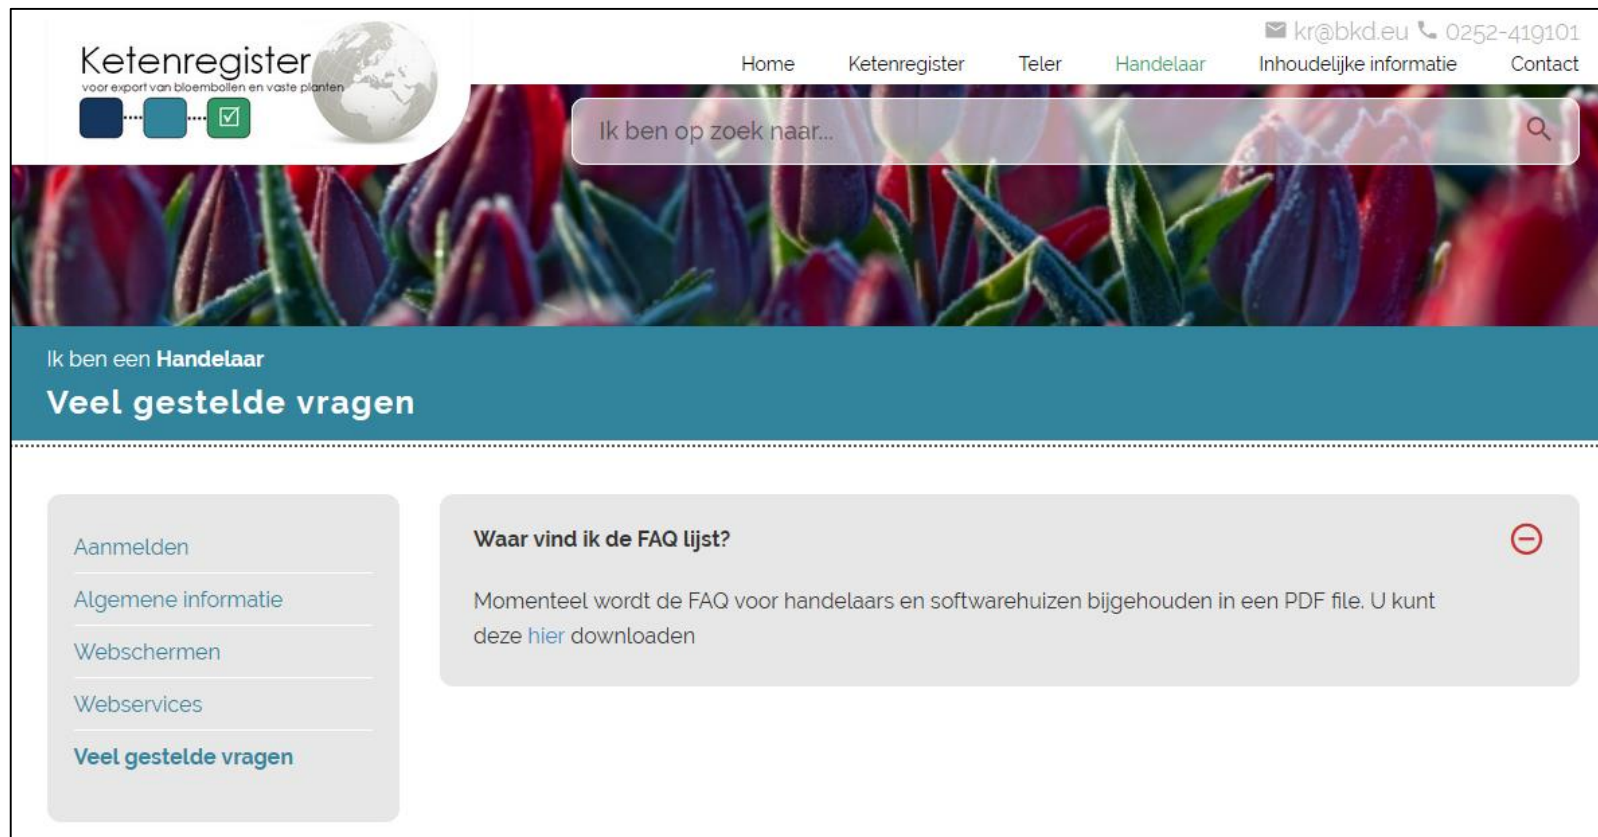 Ketenregister
voor export van bloembollen en vaste planten
kr@bkd.eu 0252-419101
Home Ketenregister Teler Handelaar Inhoudelijke informatie Contact
Ik ben op zoek naar...
Ik ben een Handelaar
Veel gestelde vragen
Aanmelden
Algemene informatie
Webschermen
Webservices
Veel gestelde vragen
Waar vind ik de FAQ lijst?
Momenteel wordt de FAQ voor handelaars en softwarehuizen bijgehouden in een PDF file. U kunt
deze hier downloaden